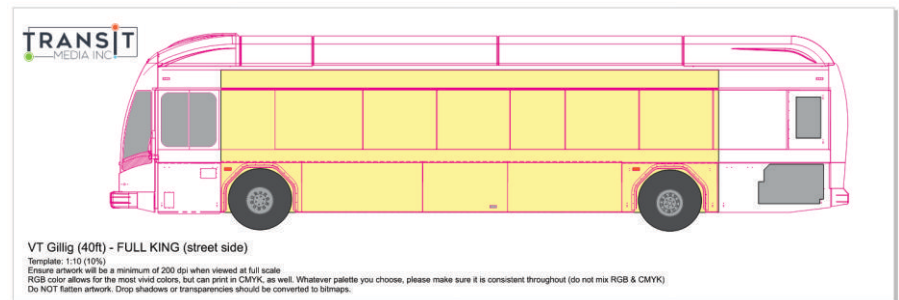 TRANSIT
MEDIA INC
VT Gillig (40ft) - FULL KING (street side)
Template: 1:10 (10%)
Ensure artwork will be a minimum of 200 dpi when viewed at full scale
RGB color allows for the most vivid colors, but can print in CMYK, as well. Whatever palette you choose, please make sure it is consistent throughout (do not mix RGB & CMYK)
Do NOT flatten artwork. Drop shadows or transparencies should be converted to bitmaps.